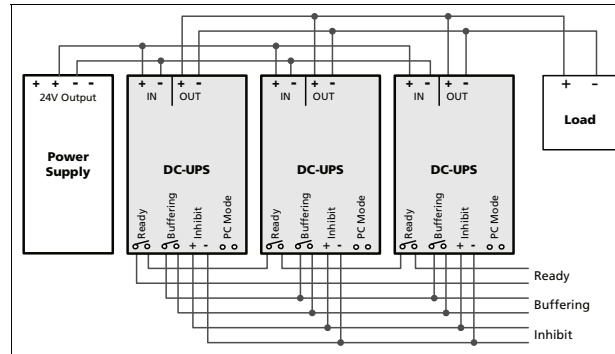 + + - -
24V Output
Power
Supply
+ - + -
IN OUT
DC-UPS
Ready
Buffering
+ Inhibit
-
PC Mode
+ - + -
IN OUT
DC-UPS
Ready
Buffering
+ Inhibit
-
PC Mode
+ - + -
IN OUT
DC-UPS
Ready
Buffering
+ Inhibit
-
PC Mode
+ -
Load
Ready
Buffering
Inhibit